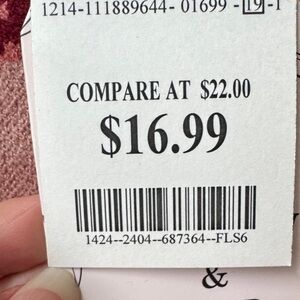 1214-111889644- 01699 -19-1
COMPARE AT $22.00
$16.99
1424--2404--687364--FLS6
&